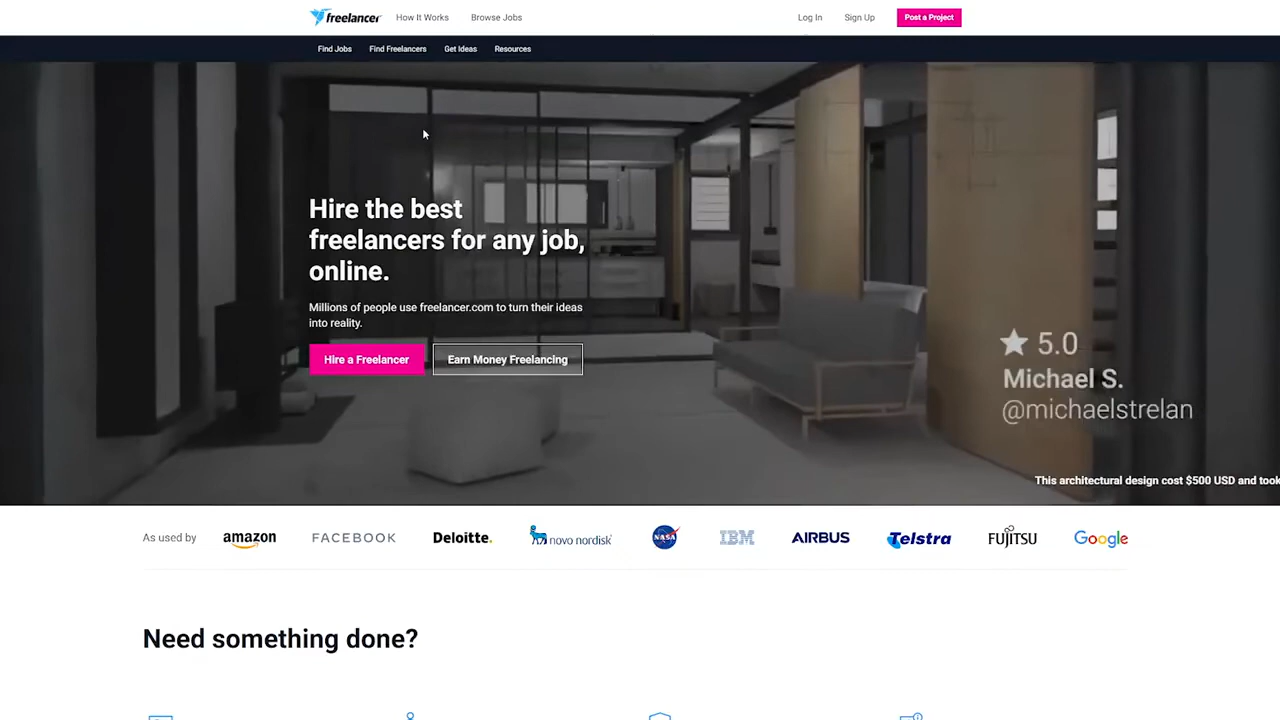 freelancer
How It Works
Browse Jobs
Log In
Sign Up
Post a Project
Find Jobs
Find Freelancers
Get Ideas
Resources
Hire the best
freelancers for any job,
online.
Millions of people use freelancer.com to turn their ideas
into reality.
Hire a Freelancer
Earn Money Freelancing
5.0
Michael S.
@michaelstrelan
This architectural design cost $500 USD and took
As used by
amazon
FACEBOOK
Deloitte.
novo nordisk
NASA
IBM
AIRBUS
Telstra
FUJITSU
Google
Need something done?